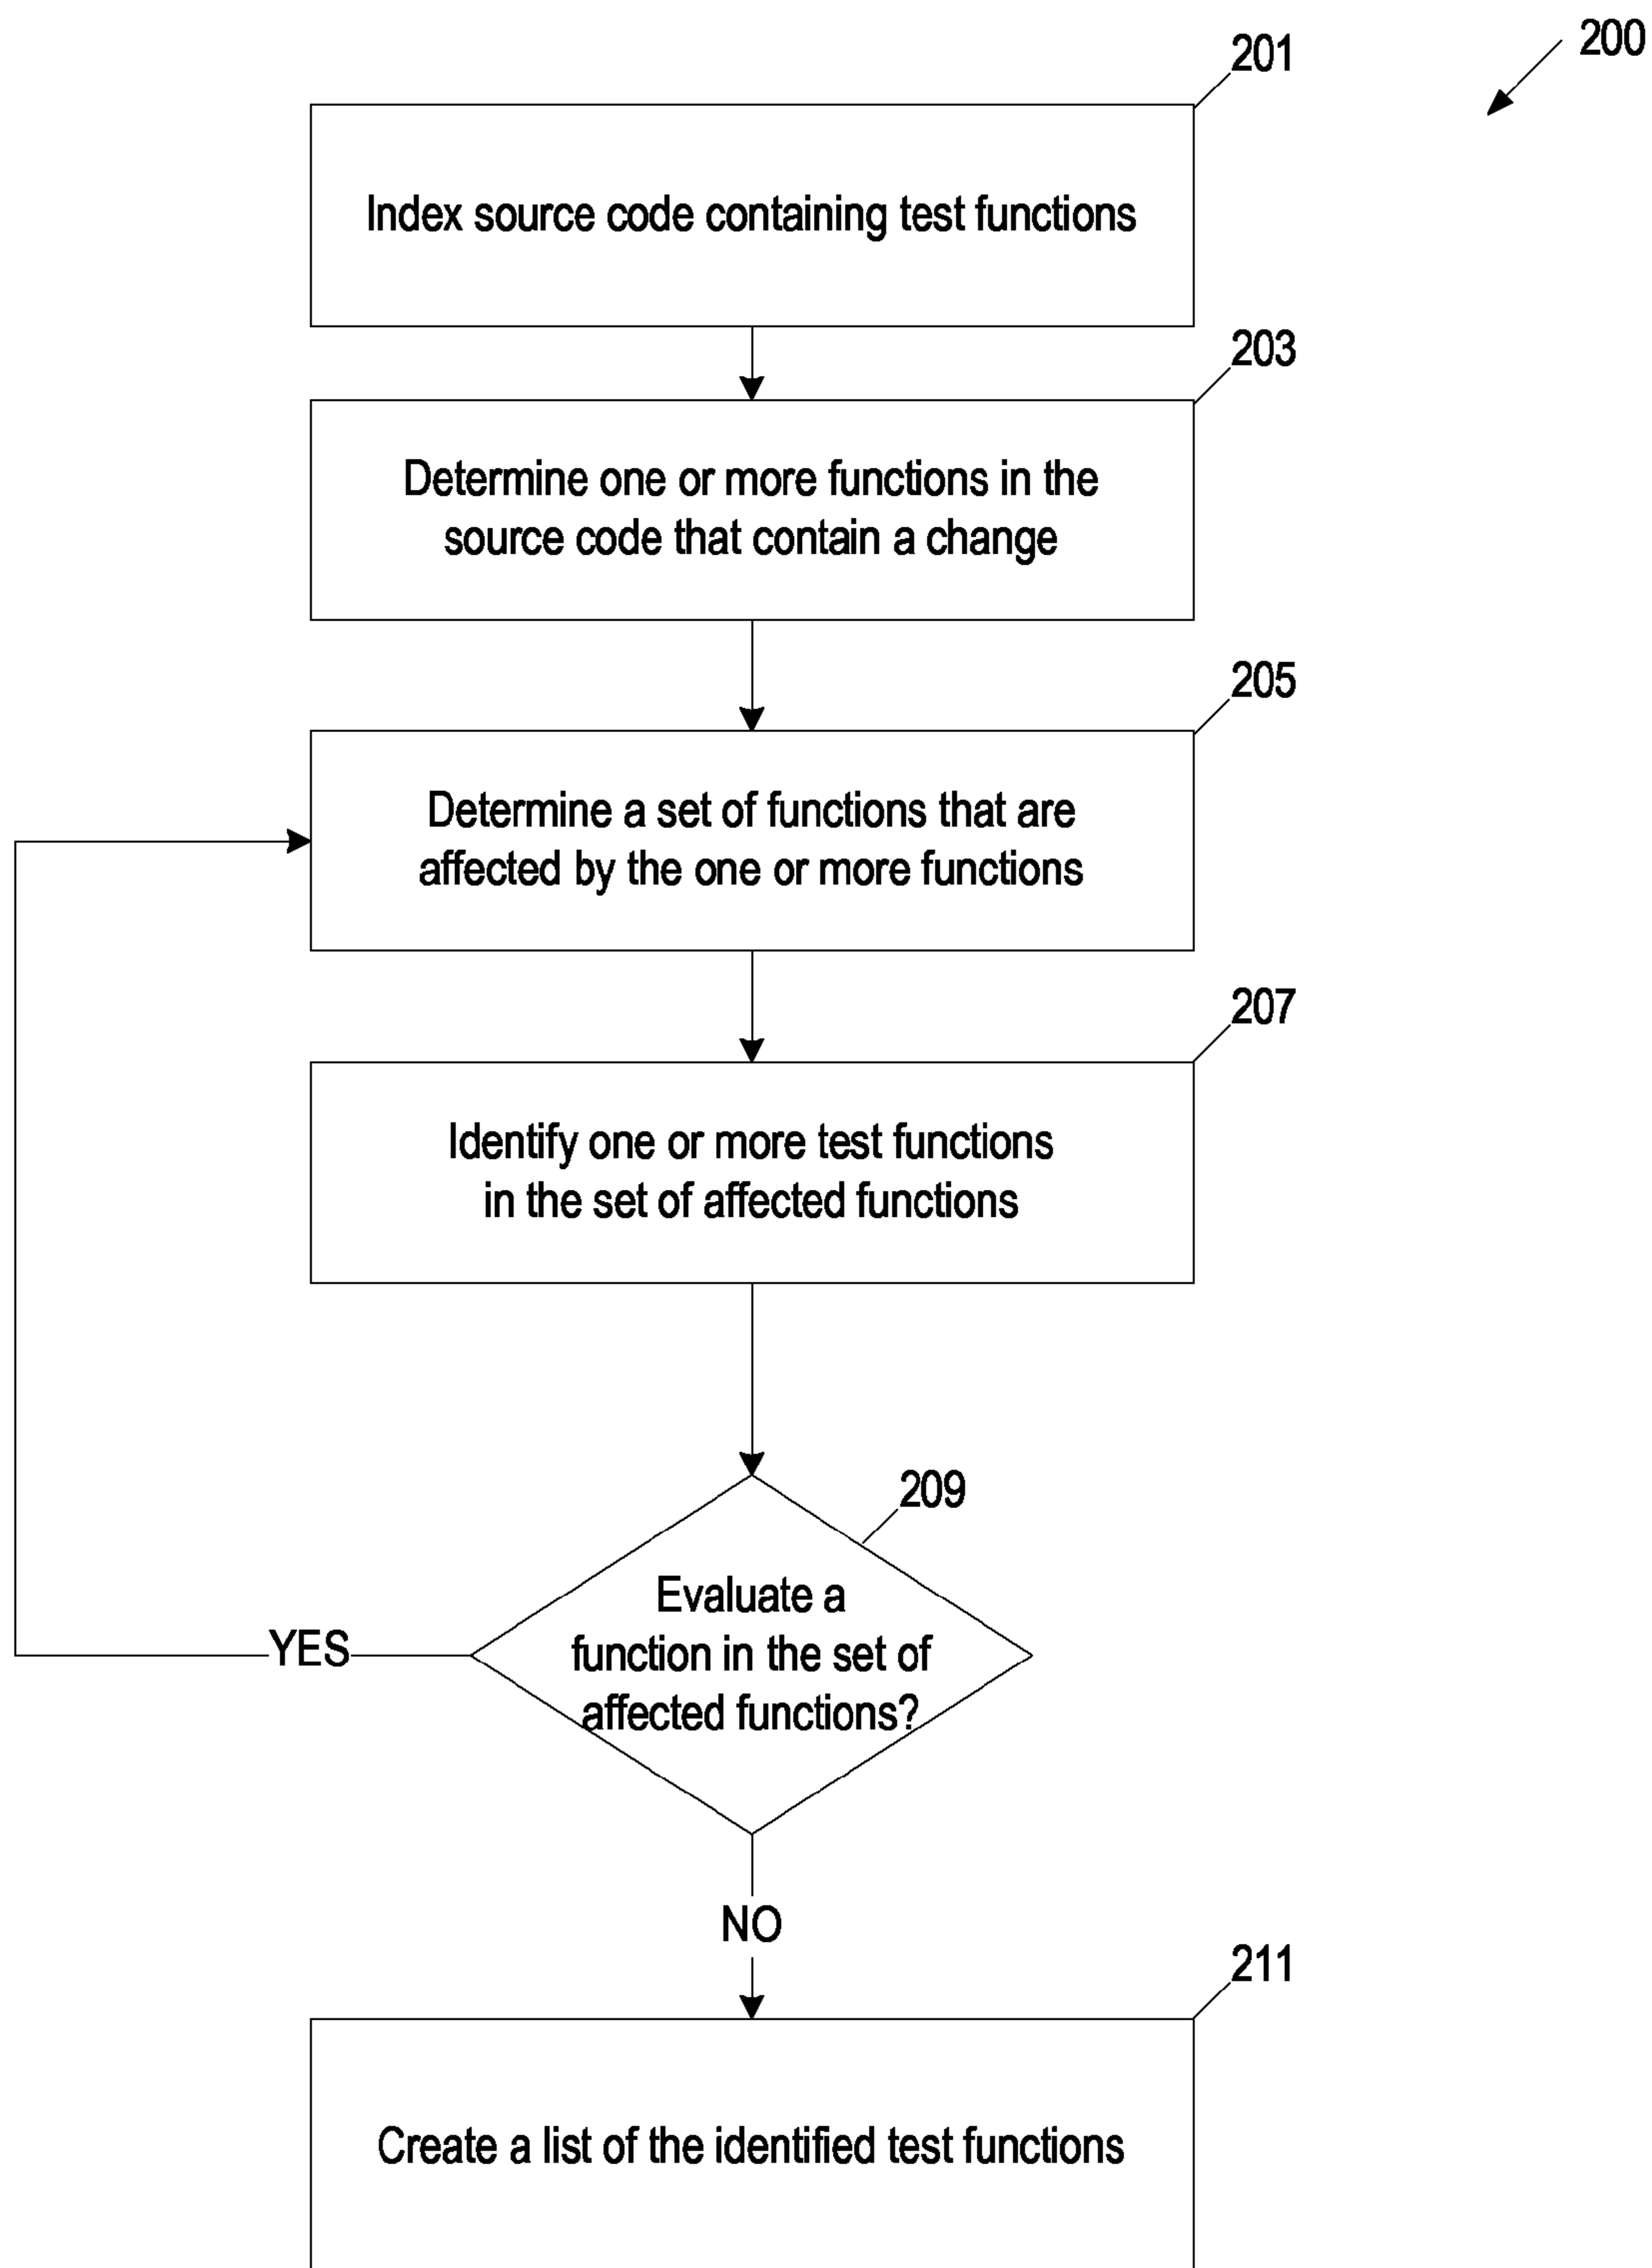 200
201
Index source code containing test functions
203
Determine one or more functions in the
source code that contain a change
205
Determine a set of functions that are
affected by the one or more functions
207
Identify one or more test functions
in the set of affected functions
209
Evaluate a
function in the set of
affected functions?
YES
NO
211
Create a list of the identified test functions